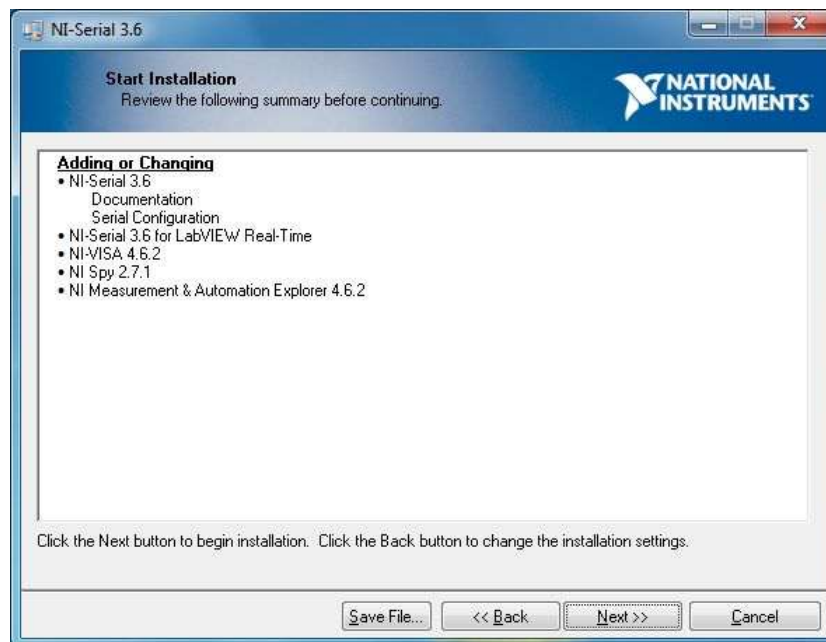 NI-Serial 3.6
Start Installation
Review the following summary before continuing.
NATIONAL
INSTRUMENTS
Adding or Changing
• NI-Serial 3.6
Documentation
Serial Configuration
• NI-Serial 3.6 for LabVIEW Real-Time
• NI-VISA 4.6.2
• NI Spy 2.7.1
• NI Measurement & Automation Explorer 4.6.2
Click the Next button to begin installation.  Click the Back button to change the installation settings.
Save File...
<< Back
Next >>
Cancel